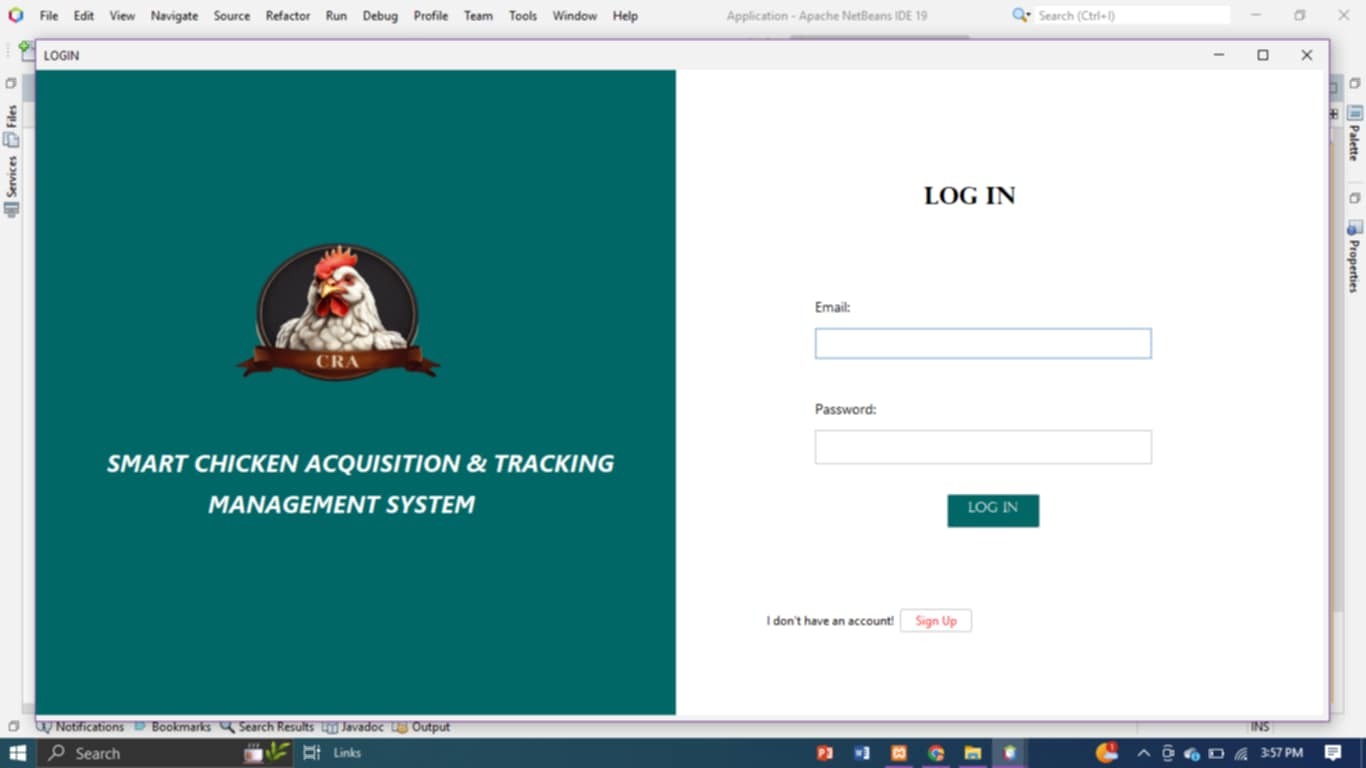 File Edit View Navigate Source Refactor Run Debug Profile Team Tools Window Help
Application - Apache NetBeans IDE 19
Search (Ctrl+I)
LOGIN
Files
Services
Palette
Properties
CRA
SMART CHICKEN ACQUISITION & TRACKING
MANAGEMENT SYSTEM
LOG IN
Email:
Password:
LOG IN
I don't have an account! Sign Up
Notifications Bookmarks Search Results Javadoc Output
INS
Search
Links
3:57 PM